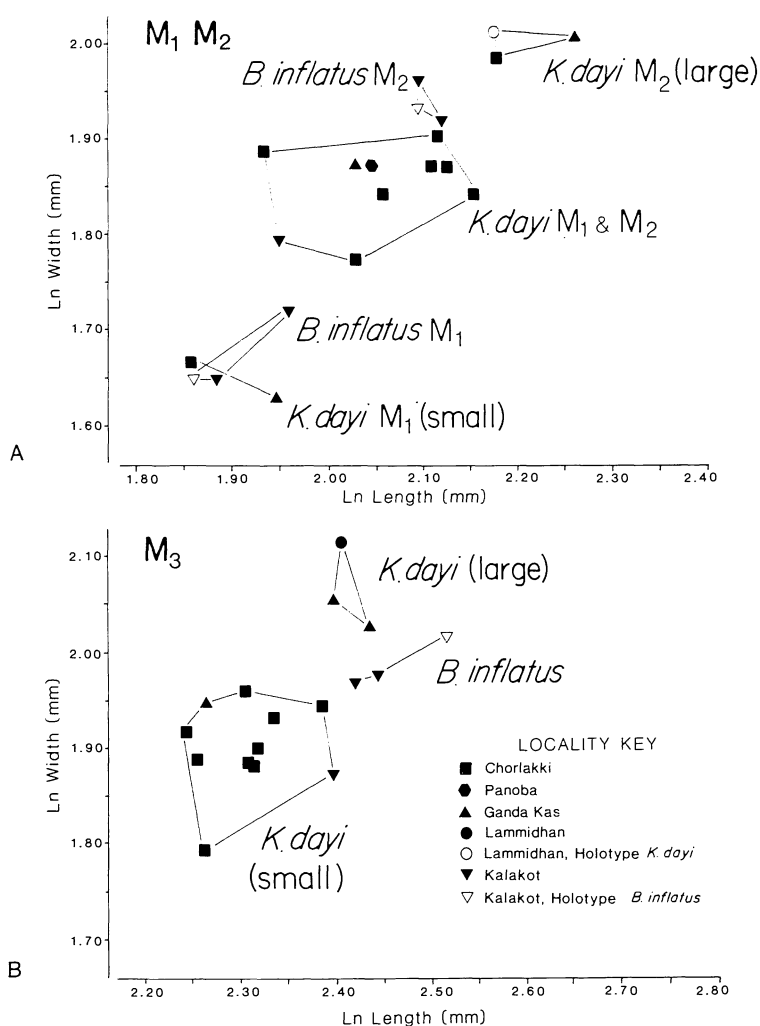 M1 M2
2.00
1.90
1.80
1.70
1.60
Ln Width (mm)
B. inflatus M2
K. dayi M2 (large)
K. dayi M1 & M2
B. inflatus M1
K. dayi M1 (small)
A
1.80 1.90 2.00 2.10 2.20 2.30 2.40
Ln Length (mm)
M3
2.10
2.00
1.90
1.80
1.70
Ln Width (mm)
K. dayi (large)
B. inflatus
K. dayi
(small)
LOCALITY KEY
Chorlakki
Panoba
Ganda Kas
Lammidhan
Lammidhan, Holotype K. dayi
Kalakot
Kalakot, Holotype B. inflatus
B
2.20 2.30 2.40 2.50 2.60 2.70 2.80
Ln Length (mm)